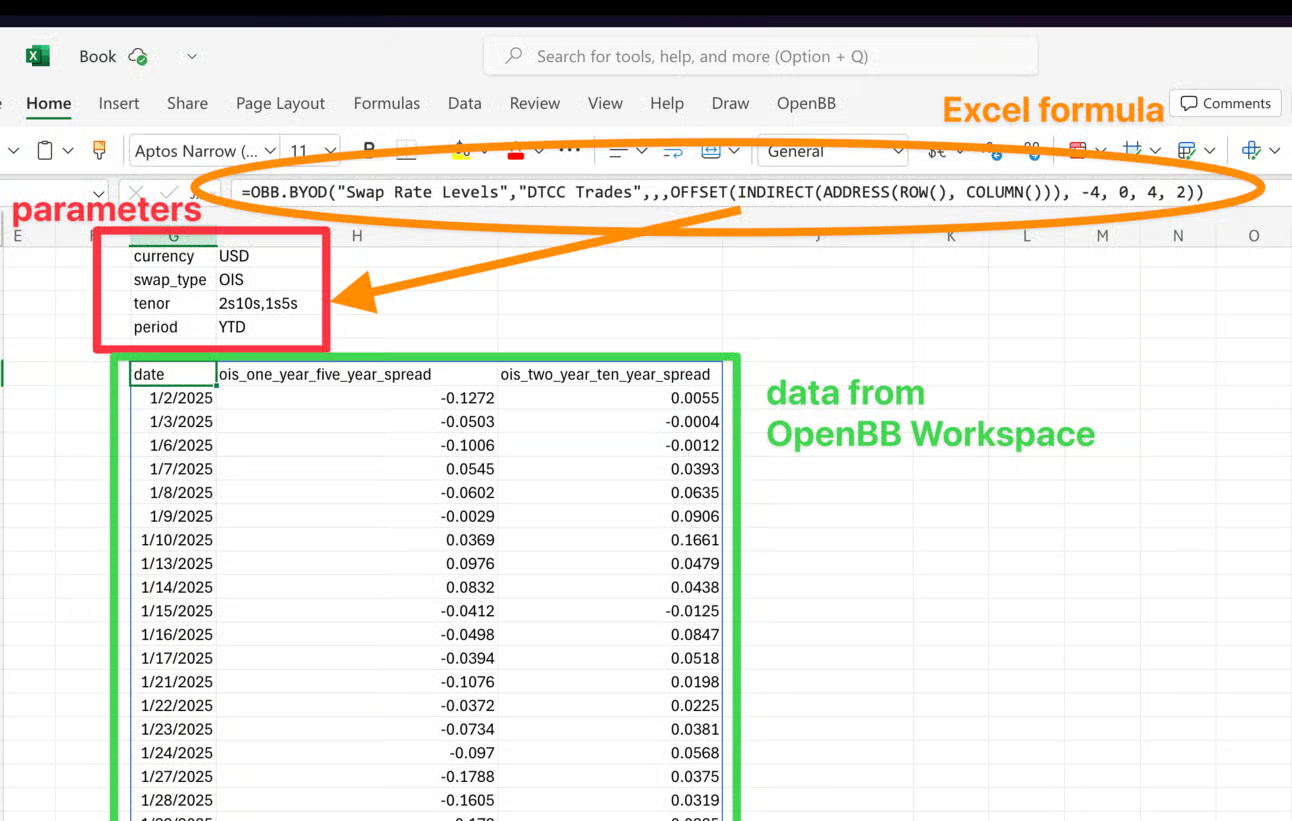 Book
Search for tools, help, and more (Option + Q)
Home Insert Share Page Layout Formulas Data Review View Help Draw OpenBB
Excel formula
Comments
Aptos Narrow (... 11 B General
=OBB.BYOD("Swap Rate Levels","DTCC Trades",,,OFFSET(INDIRECT(ADDRESS(ROW(), COLUMN())), -4, 0, 4, 2))
parameters
E F G H J K L M N O
currency USD
swap_type OIS
tenor 2s10s,1s5s
period YTD
date ois_one_year_five_year_spread ois_two_year_ten_year_spread
data from
OpenBB Workspace
1/2/2025 -0.1272 0.0055
1/3/2025 -0.0503 -0.0004
1/6/2025 -0.1006 -0.0012
1/7/2025 0.0545 0.0393
1/8/2025 -0.0602 0.0635
1/9/2025 -0.0029 0.0906
1/10/2025 0.0369 0.1661
1/13/2025 0.0976 0.0479
1/14/2025 0.0832 0.0438
1/15/2025 -0.0412 -0.0125
1/16/2025 -0.0498 0.0847
1/17/2025 -0.0394 0.0518
1/21/2025 -0.1076 0.0198
1/22/2025 -0.0372 0.0225
1/23/2025 -0.0734 0.0381
1/24/2025 -0.097 0.0568
1/27/2025 -0.1788 0.0375
1/28/2025 -0.1605 0.0319